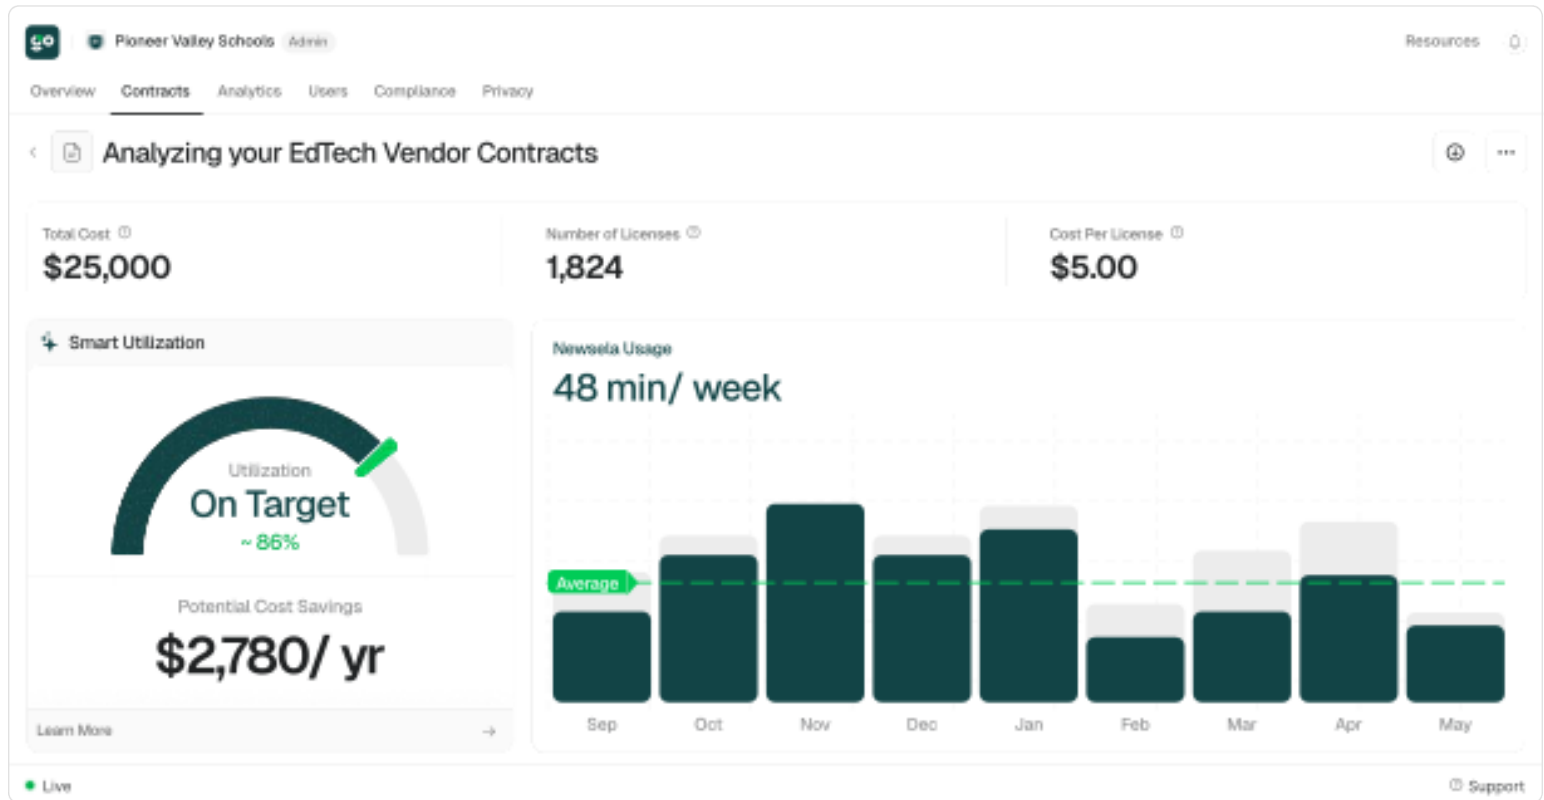 go Pioneer Valley Schools Admin Resources
Overview Contracts Analytics Users Compliance Privacy
Analyzing your EdTech Vendor Contracts
Total Cost
$25,000
Number of Licenses
1,824
Cost Per License
$5.00
Smart Utilization
Utilization
On Target
~ 86%
Potential Cost Savings
$2,780/ yr
Learn More
Newsela Usage
48 min/ week
Average
Sep Oct Nov Dec Jan Feb Mar Apr May
Live
Support